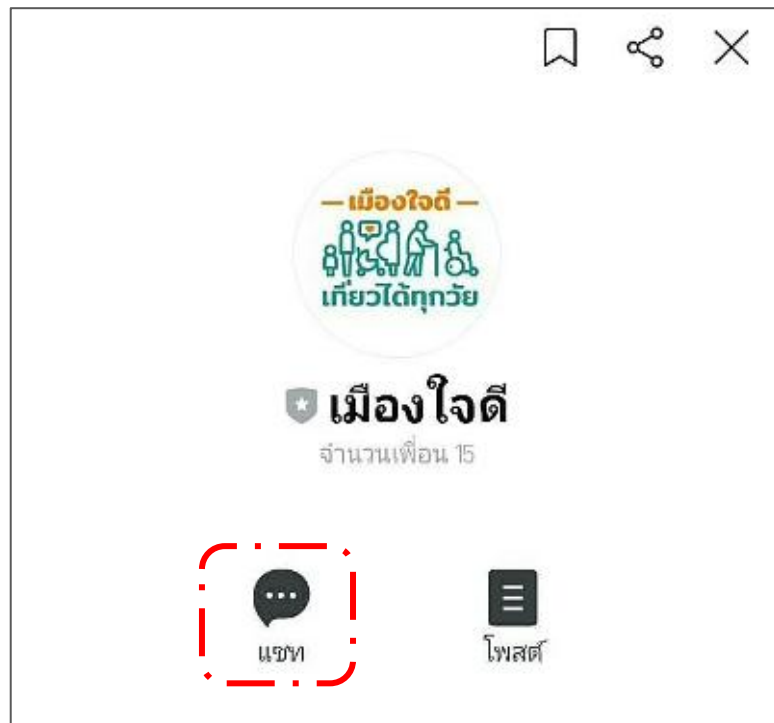 เมืองใจดี
เที่ยวได้ทุกวัย
เมืองใจดี
จำนวนเพื่อน 15
แชท
โพสต์